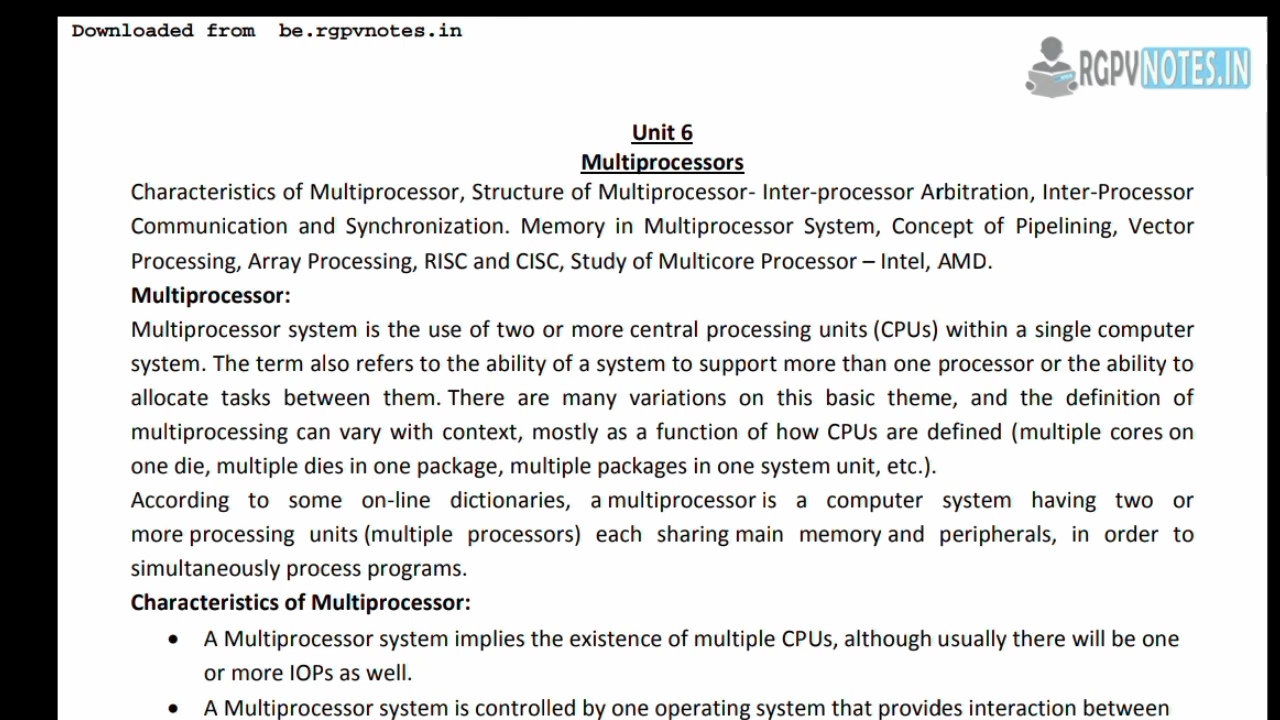 Downloaded from be.rgpvnotes.in
RGPVNOTES.IN
Unit 6
Multiprocessors
Characteristics of Multiprocessor, Structure of Multiprocessor- Inter-processor Arbitration, Inter-Processor
Communication and Synchronization. Memory in Multiprocessor System, Concept of Pipelining, Vector
Processing, Array Processing, RISC and CISC, Study of Multicore Processor – Intel, AMD.
Multiprocessor:
Multiprocessor system is the use of two or more central processing units (CPUs) within a single computer
system. The term also refers to the ability of a system to support more than one processor or the ability to
allocate tasks between them. There are many variations on this basic theme, and the definition of
multiprocessing can vary with context, mostly as a function of how CPUs are defined (multiple cores on
one die, multiple dies in one package, multiple packages in one system unit, etc.).
According to some on-line dictionaries, a multiprocessor is a computer system having two or
more processing units (multiple processors) each sharing main memory and peripherals, in order to
simultaneously process programs.
Characteristics of Multiprocessor:
• A Multiprocessor system implies the existence of multiple CPUs, although usually there will be one
or more IOPs as well.
• A Multiprocessor system is controlled by one operating system that provides interaction between